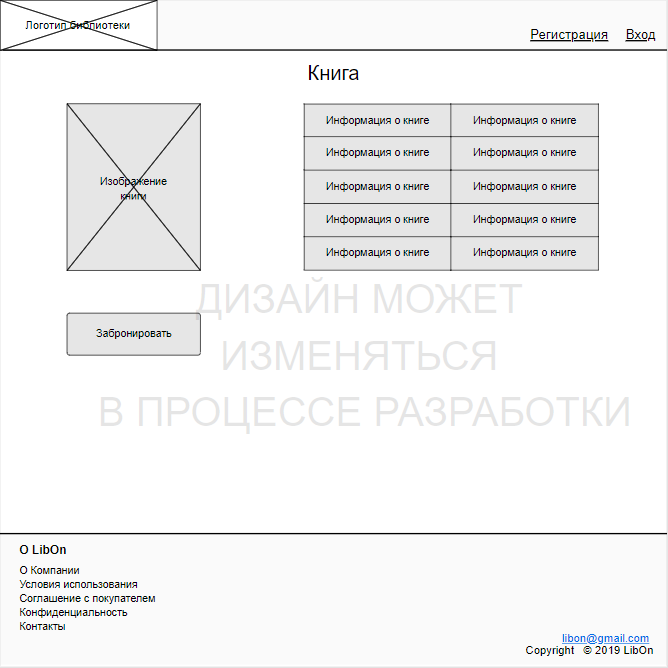 Логотип библиотеки
Регистрация Вход
Книга
Изображение
книги
Информация о книге Информация о книге
Информация о книге Информация о книге
Информация о книге Информация о книге
Информация о книге Информация о книге
Информация о книге Информация о книге
ДИЗАЙН МОЖЕТ
Забронировать
ИЗМЕНЯТЬСЯ
В ПРОЦЕССЕ РАЗРАБОТКИ
О LibOn
О Компании
Условия использования
Соглашение с покупателем
Конфиденциальность
Контакты
libon@gmail.com
Copyright © 2019 LibOn